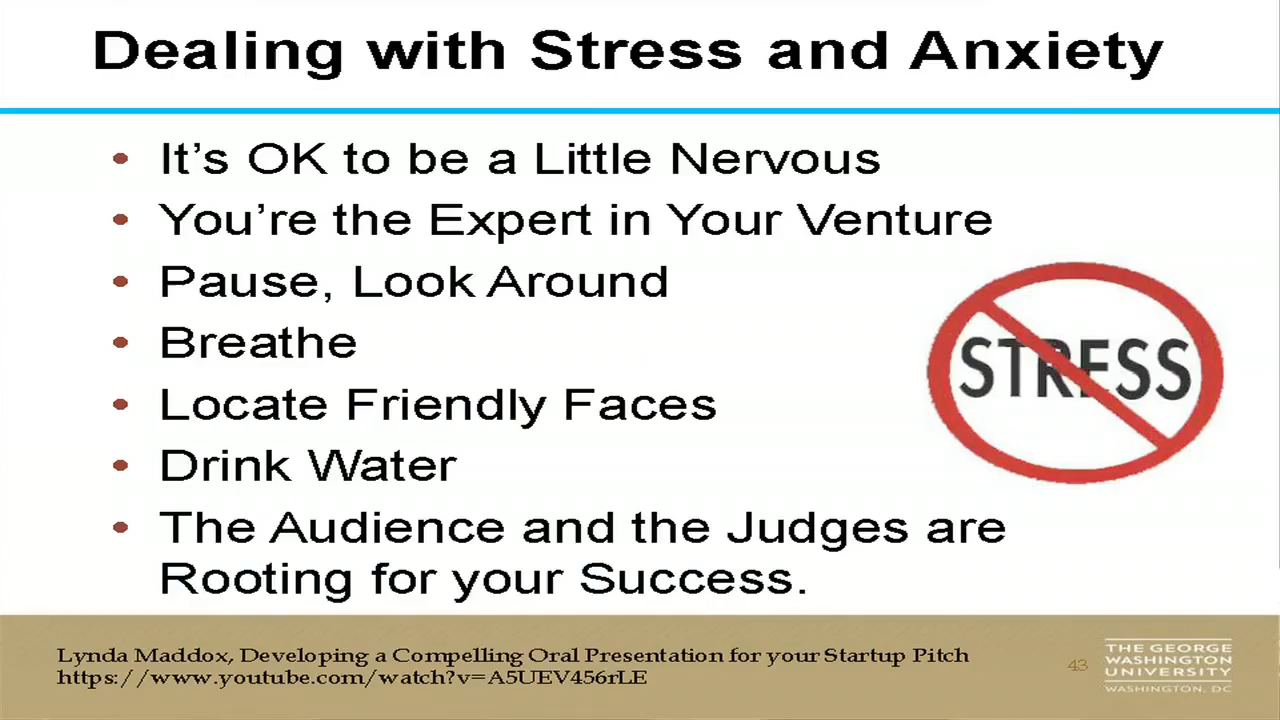 Dealing with Stress and Anxiety
• It's OK to be a Little Nervous
• You're the Expert in Your Venture
• Pause, Look Around
• Breathe
• Locate Friendly Faces
• Drink Water
• The Audience and the Judges are
Rooting for your Success.
STRESS
Lynda Maddox, Developing a Compelling Oral Presentation for your Startup Pitch
https://www.youtube.com/watch?v=A5UEV456rLE
43
THE GEORGE
WASHINGTON
UNIVERSITY
WASHINGTON, DC